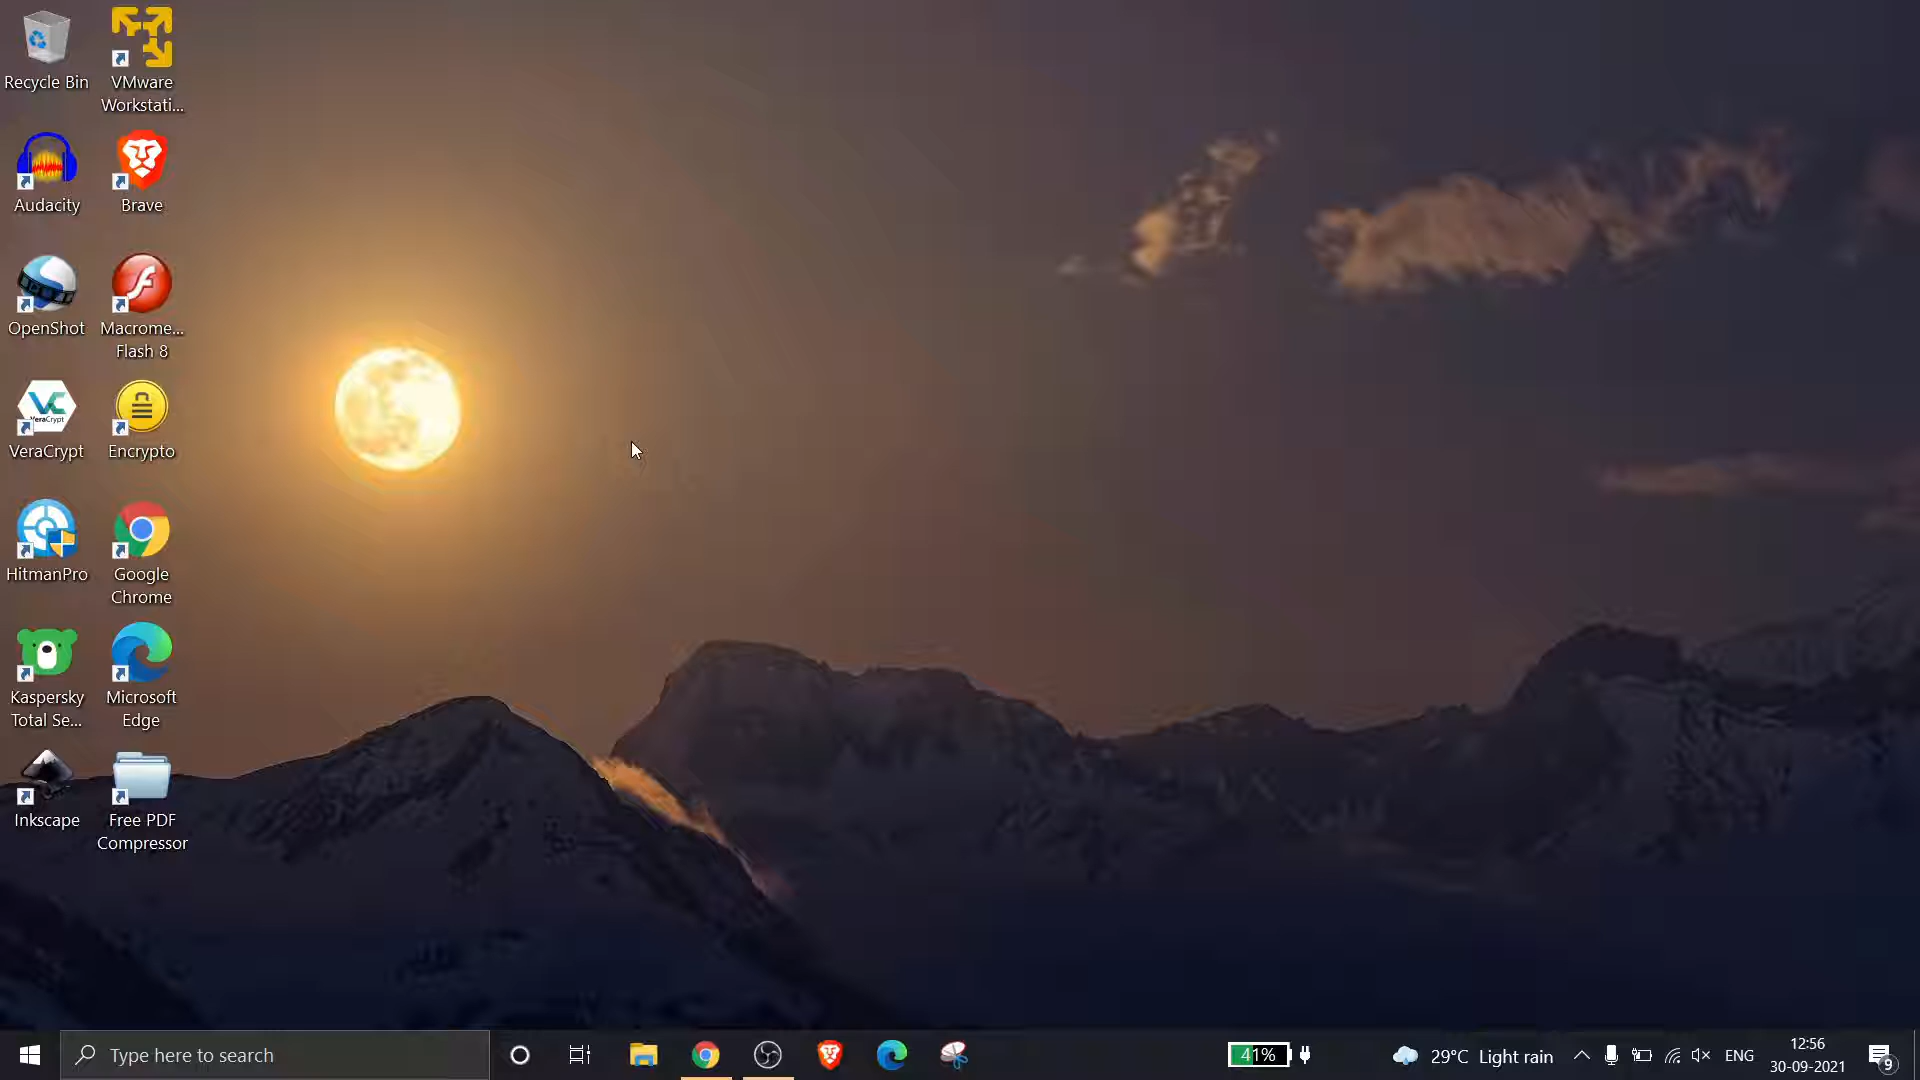 Recycle Bin
VMware
Workstati...
Audacity
Brave
OpenShot
Macrome...
Flash 8
VeraCrypt
VeraCrypt
Encrypto
HitmanPro
Google
Chrome
Kaspersky
Total Se...
Microsoft
Edge
Inkscape
Free PDF
Compressor
Type here to search
41%
29°C Light rain
ENG
12:56
30-09-2021
9